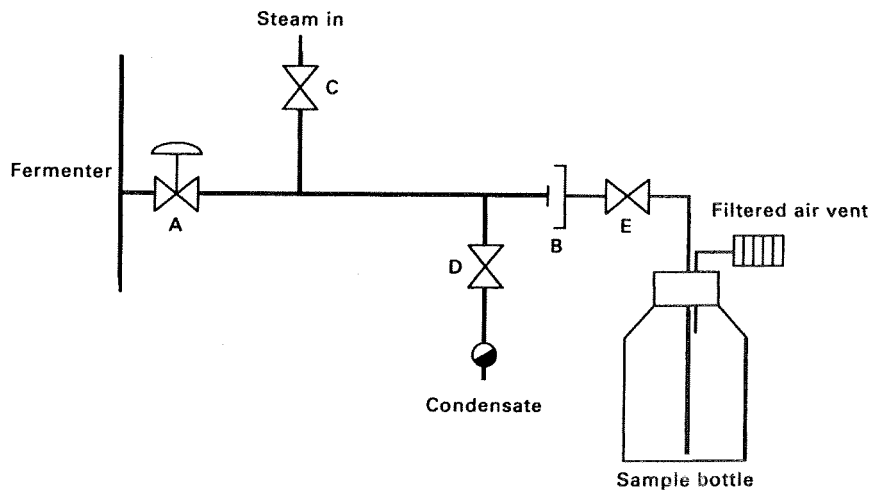 Steam in
C
Fermenter
A
B
E
Filtered air vent
D
Condensate
Sample bottle